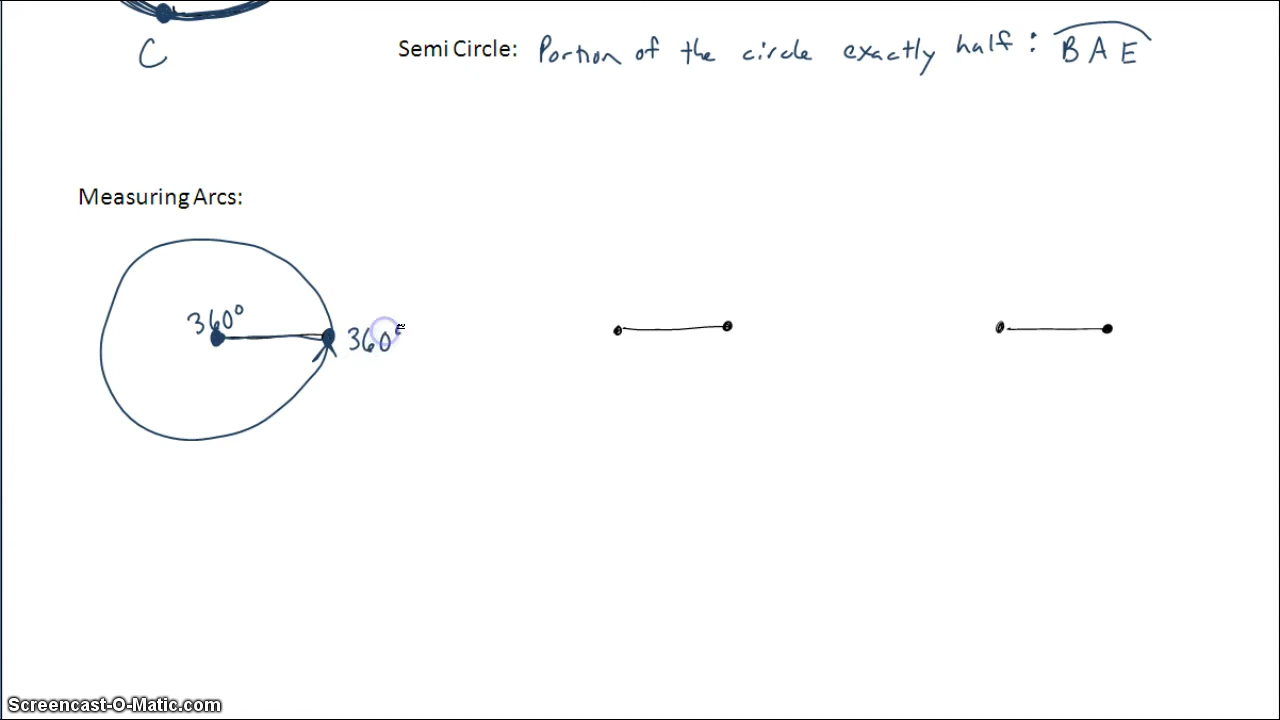 C
Semi Circle: Portion of the circle exactly half: BAE
Measuring Arcs:
360°
360°
Screencast-O-Matic.com